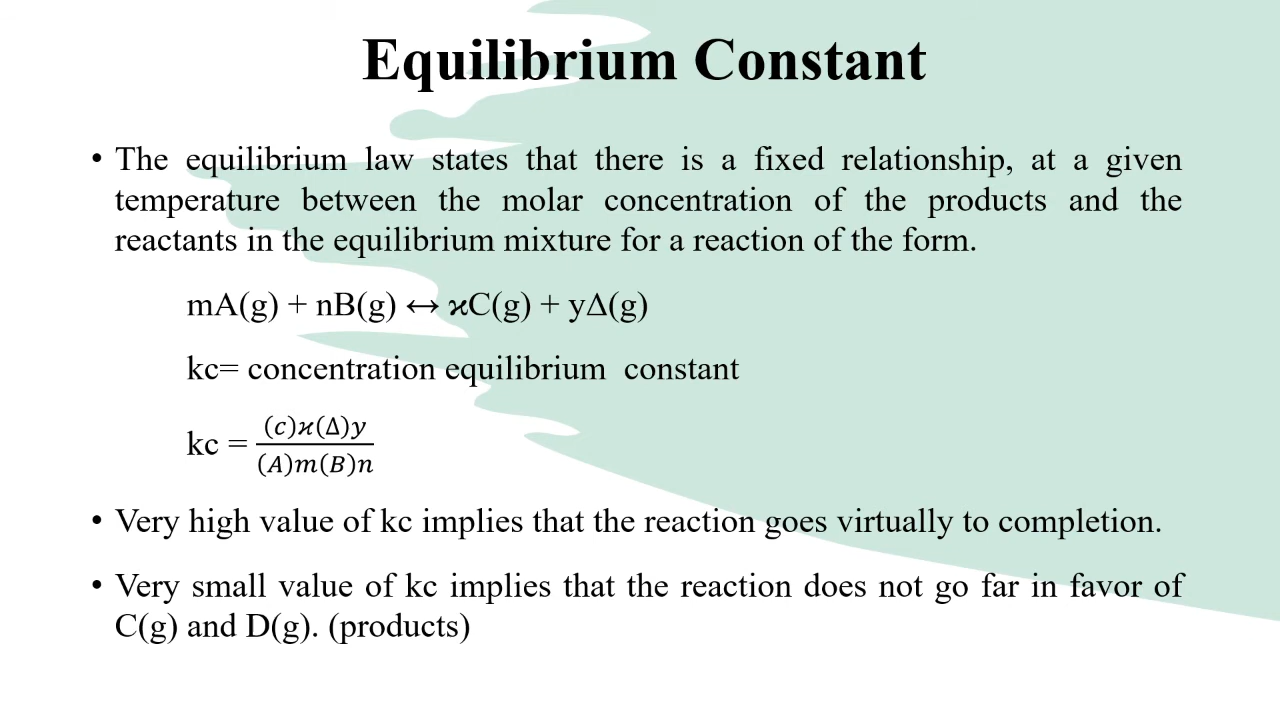 Equilibrium Constant
• The equilibrium law states that there is a fixed relationship, at a given
temperature between the molar concentration of the products and the
reactants in the equilibrium mixture for a reaction of the form.
mA(g) + nB(g) ↔ ϰC(g) + yΔ(g)
kc= concentration equilibrium constant
kc = (c)ϰ(Δ)y / (A)m(B)n
• Very high value of kc implies that the reaction goes virtually to completion.
• Very small value of kc implies that the reaction does not go far in favor of
C(g) and D(g). (products)